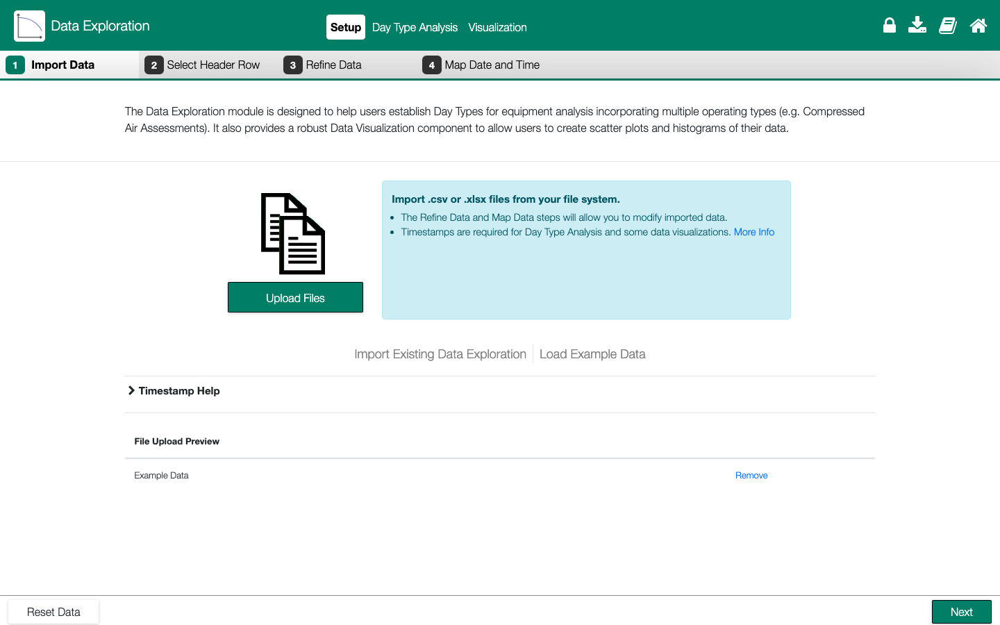 Data Exploration
Setup
Day Type Analysis
Visualization
1 Import Data
2 Select Header Row
3 Refine Data
4 Map Date and Time
The Data Exploration module is designed to help users establish Day Types for equipment analysis incorporating multiple operating types (e.g. Compressed
Air Assessments). It also provides a robust Data Visualization component to allow users to create scatter plots and histograms of their data.
Upload Files
Import .csv or .xlsx files from your file system.
• The Refine Data and Map Data steps will allow you to modify imported data.
• Timestamps are required for Day Type Analysis and some data visualizations. More Info
Import Existing Data Exploration
Load Example Data
Timestamp Help
File Upload Preview
Example Data
Remove
Reset Data
Next